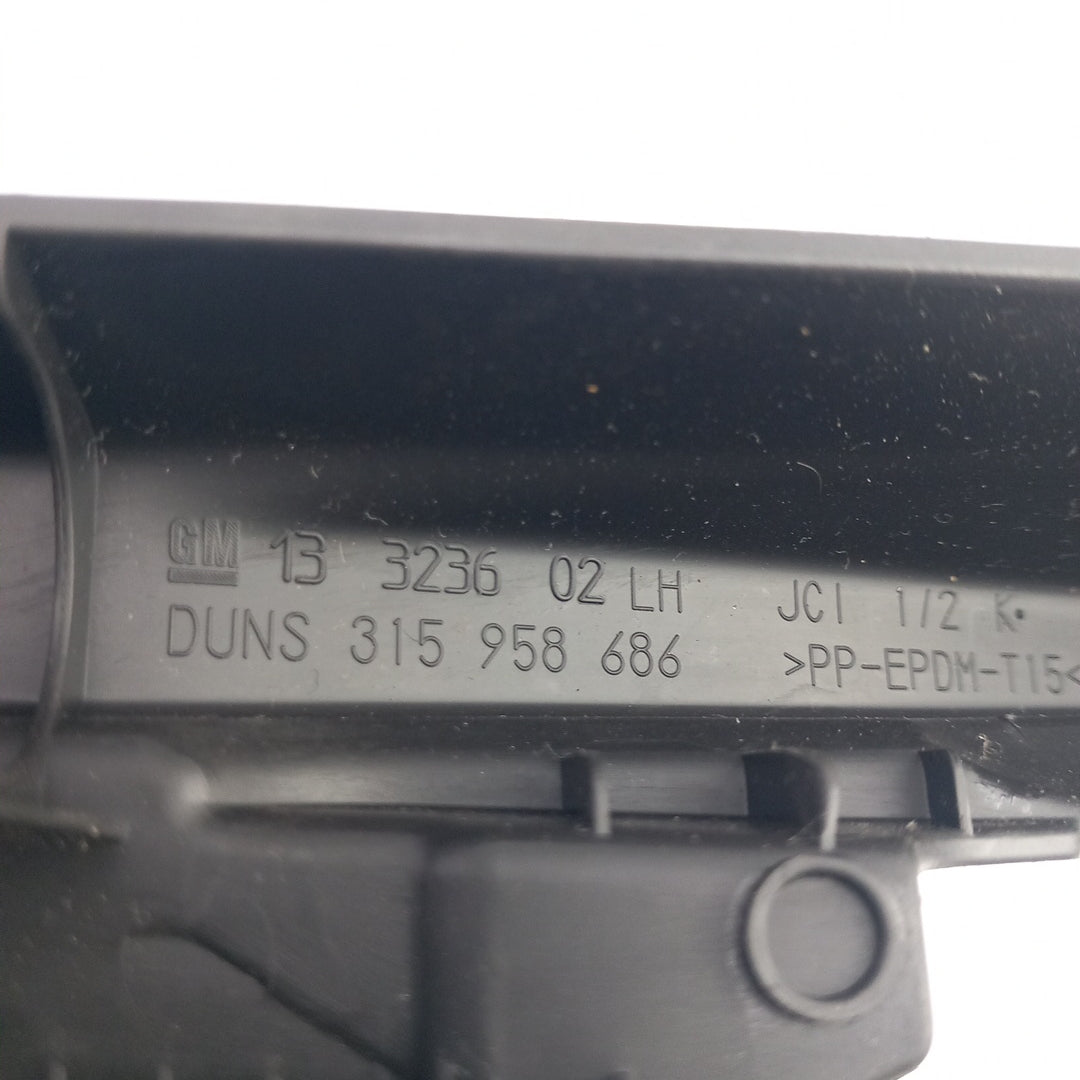 GM 13 3236 02 LH JCI 1/2 K•
DUNS 315 958 686 >PP-EPDM-T15<